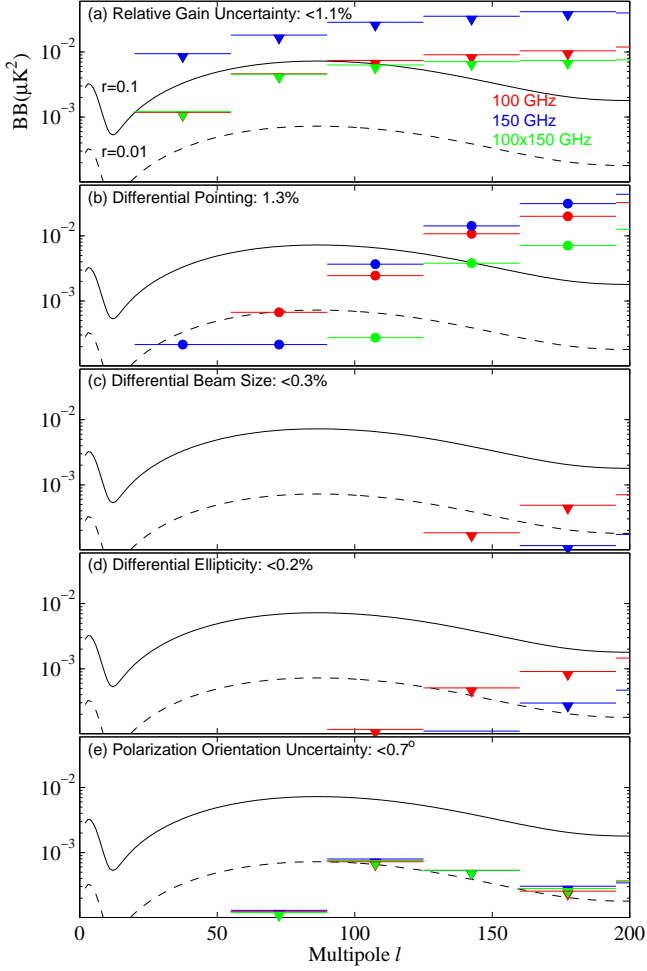 (a) Relative Gain Uncertainty: <1.1%
10⁻²
BB(μK²)
r=0.1
100 GHz
150 GHz
100x150 GHz
10⁻³
r=0.01
(b) Differential Pointing: 1.3%
10⁻²
10⁻³
(c) Differential Beam Size: <0.3%
10⁻²
10⁻³
(d) Differential Ellipticity: <0.2%
10⁻²
10⁻³
(e) Polarization Orientation Uncertainty: <0.7°
10⁻²
10⁻³
0 50 100 150 200
Multipole l